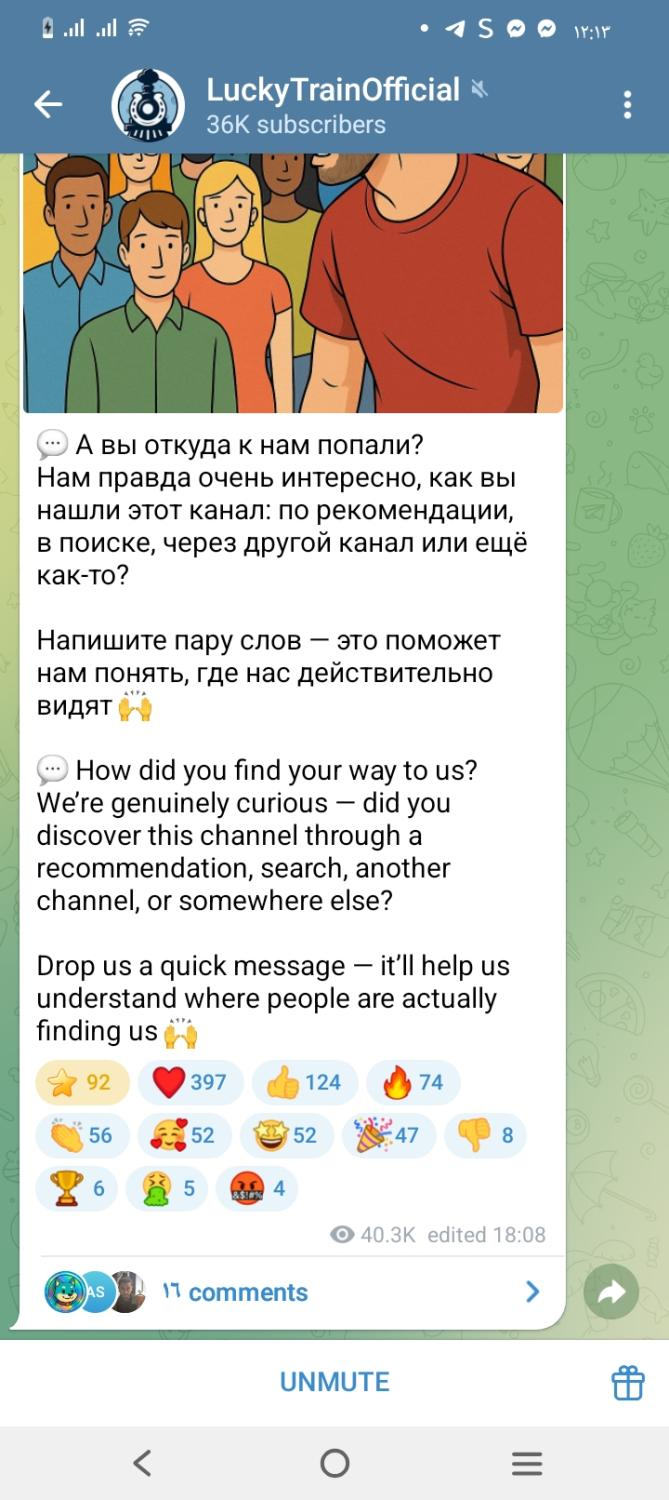 ١٢:١٣
LuckyTrainOfficial
36K subscribers
💬 А вы откуда к нам попали?
Нам правда очень интересно, как вы
нашли этот канал: по рекомендации,
в поиске, через другой канал или ещё
как-то?
Напишите пару слов — это поможет
нам понять, где нас действительно
видят 🙌
💬 How did you find your way to us?
We’re genuinely curious — did you
discover this channel through a
recommendation, search, another
channel, or somewhere else?
Drop us a quick message — it’ll help us
understand where people are actually
finding us 🙌
⭐ 92 ❤️ 397 👍 124 🔥 74
👏 56 🥰 52 🤩 52 🎉 47 👎 8
🏆 6 🤮 5 🤬 4
40.3K edited 18:08
AS ١٦ comments
UNMUTE